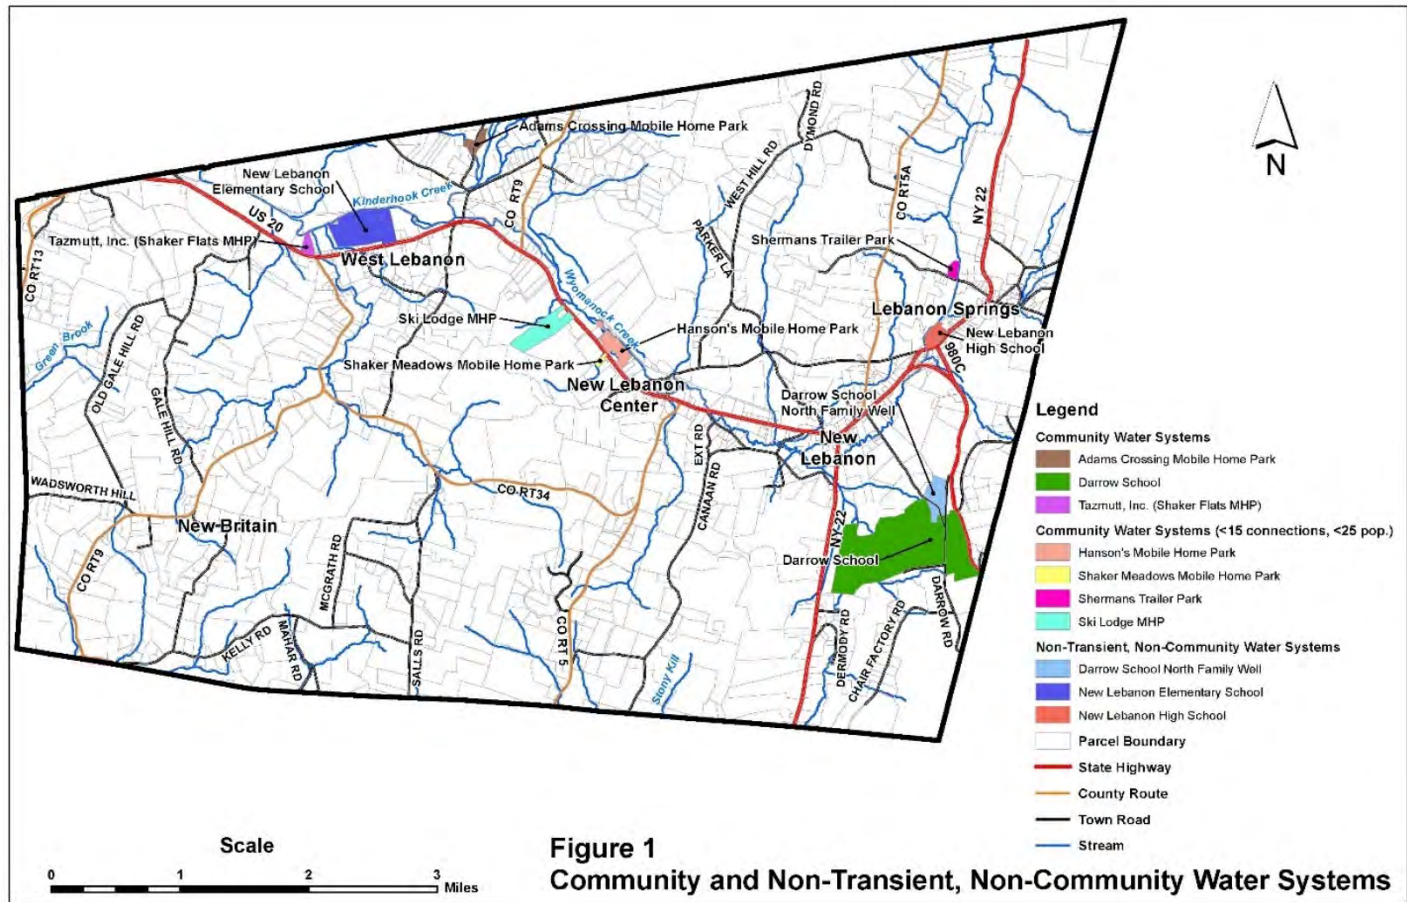 Adams Crossing Mobile Home Park
DYMOND RD
WEST HILL RD
New Lebanon
Elementary School
Kinderhook Creek
CO RT9
CO RT5A
NY 22
N
US 20
Tazmutt, Inc. (Shaker Flats MHP)
West Lebanon
PARKER LA
Shermans Trailer Park
CO RT13
Wyomanock Creek
Green Brook
OLD GALE HILL RD
Ski Lodge MHP
Hanson's Mobile Home Park
Lebanon Springs
New Lebanon
High School
980C
Shaker Meadows Mobile Home Park
New Lebanon
Center
Darrow School
North Family Well
GALE HILL RD
EXT RD
New
Lebanon
CANAAN RD
WADSWORTH HILL
New Britain
CO RT34
NY 22
Darrow School
CO RT9
MCGRATH RD
KELLY RD
MAHAR RD
SALLS RD
CO RT 5
Stony Kill
DERMODY RD
CHAIR FACTORY RD
DARROW RD
Legend
Community Water Systems
Adams Crossing Mobile Home Park
Darrow School
Tazmutt, Inc. (Shaker Flats MHP)
Community Water Systems (<15 connections, <25 pop.)
Hanson's Mobile Home Park
Shaker Meadows Mobile Home Park
Shermans Trailer Park
Ski Lodge MHP
Non-Transient, Non-Community Water Systems
Darrow School North Family Well
New Lebanon Elementary School
New Lebanon High School
Parcel Boundary
State Highway
County Route
Town Road
Stream
Scale
0 1 2 3
Miles
Figure 1
Community and Non-Transient, Non-Community Water Systems